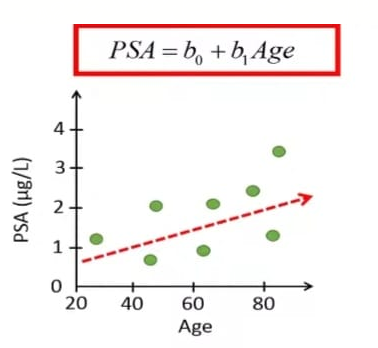 PSA = b₀ + b₁Age
4
3
2
1
0
PSA (µg/L)
20 40 60 80
Age